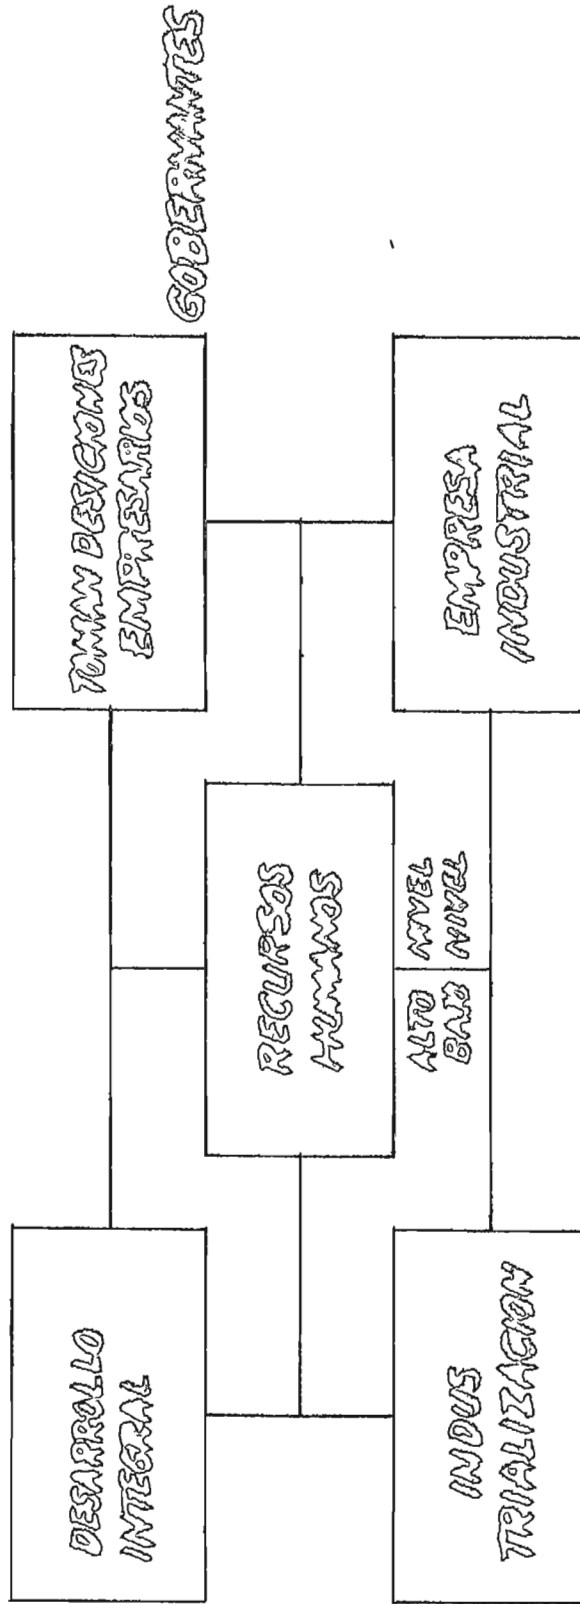 DESARROLLO
INTEGRAL
TOMAN DESICIONES
EMPRESARIOS
GOBERNANTES
RECURSOS
HUMANOS
ALTO NIVEL
BAJO NIVEL
INDUS
TRIALIZACION
EMPRESA
INDUSTRIAL